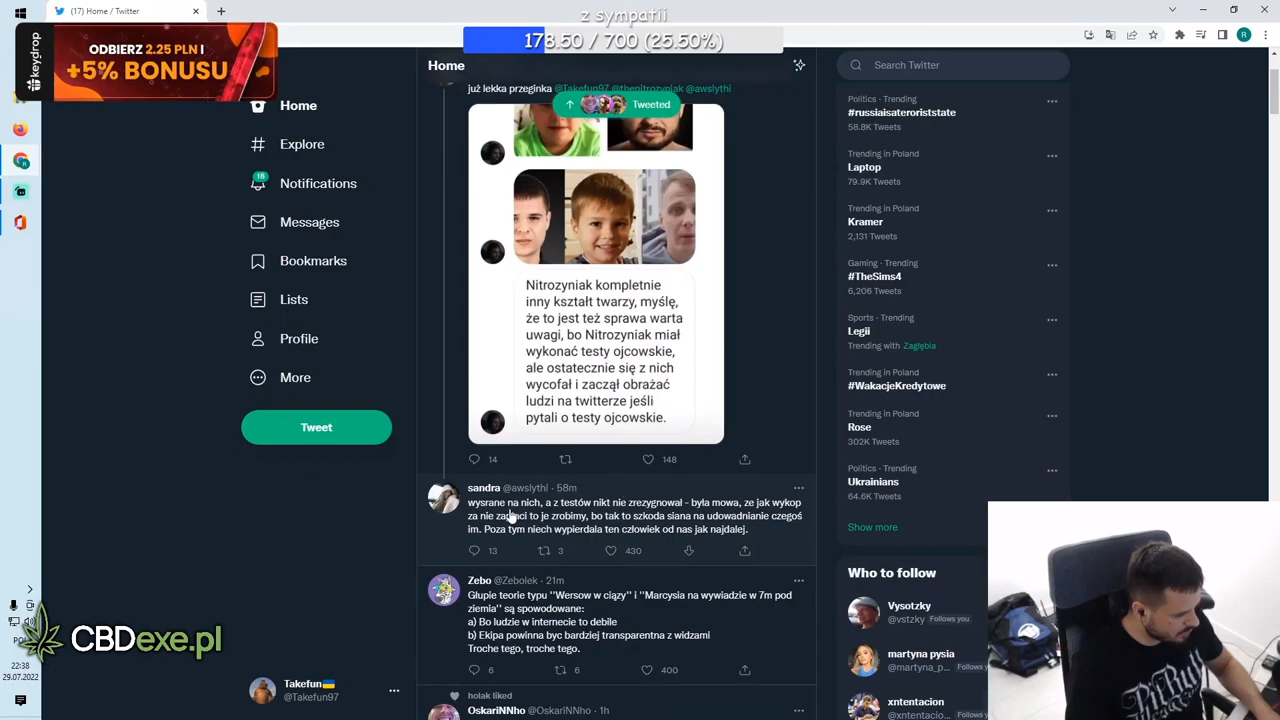 z sympatii
178.50 / 700 (25.50%)
(17) Home / Twitter
keydrop
ODBIERZ 2.25 PLN I
+5% BONUSU
Home
Explore
18
Notifications
Messages
Bookmarks
Lists
Profile
More
Tweet
Takefun
@Takefun97
CBDexe.pl
22:38
29.07.2022
Home
już lekka przeginka @Takefun97 @thenitrozyniak @awslythi
Tweeted
Nitrozyniak kompletnie
inny kształt twarzy, myślę,
że to jest też sprawa warta
uwagi, bo Nitrozyniak miał
wykonać testy ojcowskie,
ale ostatecznie się z nich
wycofał i zaczął obrażać
ludzi na twitterze jeśli
pytali o testy ojcowskie.
14 148
sandra @awslythi · 58m
wysrane na nich, a z testów nikt nie zrezygnował - była mowa, ze jak wykop
za nie zapłaci to je zrobimy, bo tak to szkoda siana na udowadnianie czegoś
im. Poza tym niech wypierdala ten człowiek od nas jak najdalej.
13 3 430
Zebo @Zebolek · 21m
Głupie teorie typu ''Wersow w ciązy'' i ''Marcysia na wywiadzie w 7m pod
ziemia'' są spowodowane:
a) Bo ludzie w internecie to debile
b) Ekipa powinna byc bardziej transparentna z widzami
Troche tego, troche tego.
6 6 400
holak liked
OskariNNho @OskariNNho · 1h
Search Twitter
Politics · Trending
#russiaisateroriststate
58.8K Tweets
Trending in Poland
Laptop
79.9K Tweets
Trending in Poland
Kramer
2,131 Tweets
Gaming · Trending
#TheSims4
6,206 Tweets
Sports · Trending
Legii
Trending with Zagłębia
Trending in Poland
#WakacjeKredytowe
Trending in Poland
Rose
302K Tweets
Politics · Trending
Ukrainians
64.6K Tweets
Show more
Who to follow
Vysotzky
@vstzky Follows you
martyna pysia
@martyna_p... Follows y
xntentacion
@xntentacio... Follows y